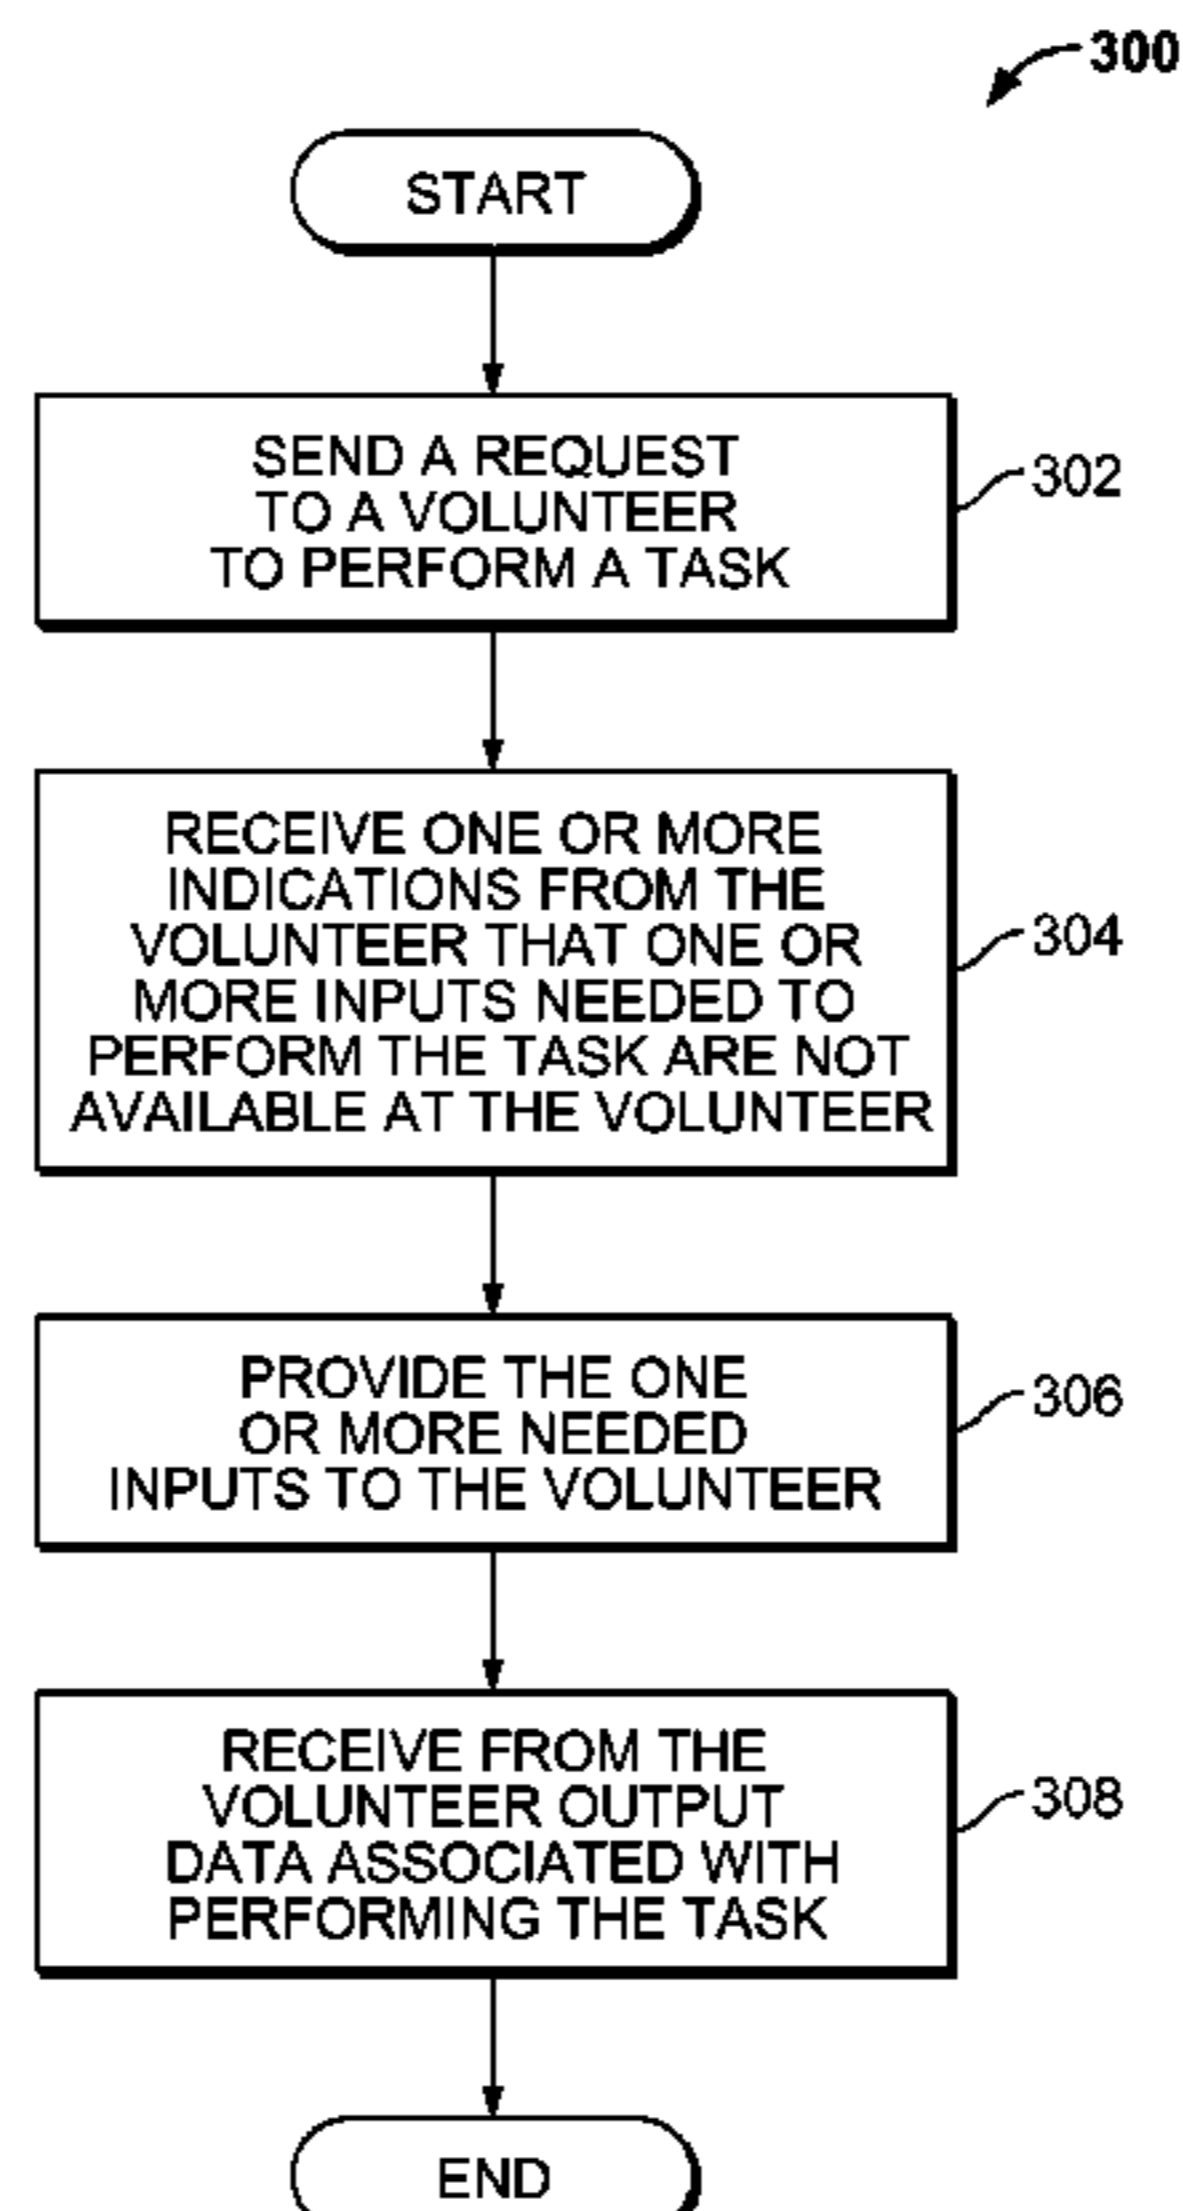 300
START
SEND A REQUEST
TO A VOLUNTEER
TO PERFORM A TASK
302
RECEIVE ONE OR MORE
INDICATIONS FROM THE
VOLUNTEER THAT ONE OR
MORE INPUTS NEEDED TO
PERFORM THE TASK ARE NOT
AVAILABLE AT THE VOLUNTEER
304
PROVIDE THE ONE
OR MORE NEEDED
INPUTS TO THE VOLUNTEER
306
RECEIVE FROM THE
VOLUNTEER OUTPUT
DATA ASSOCIATED WITH
PERFORMING THE TASK
308
END